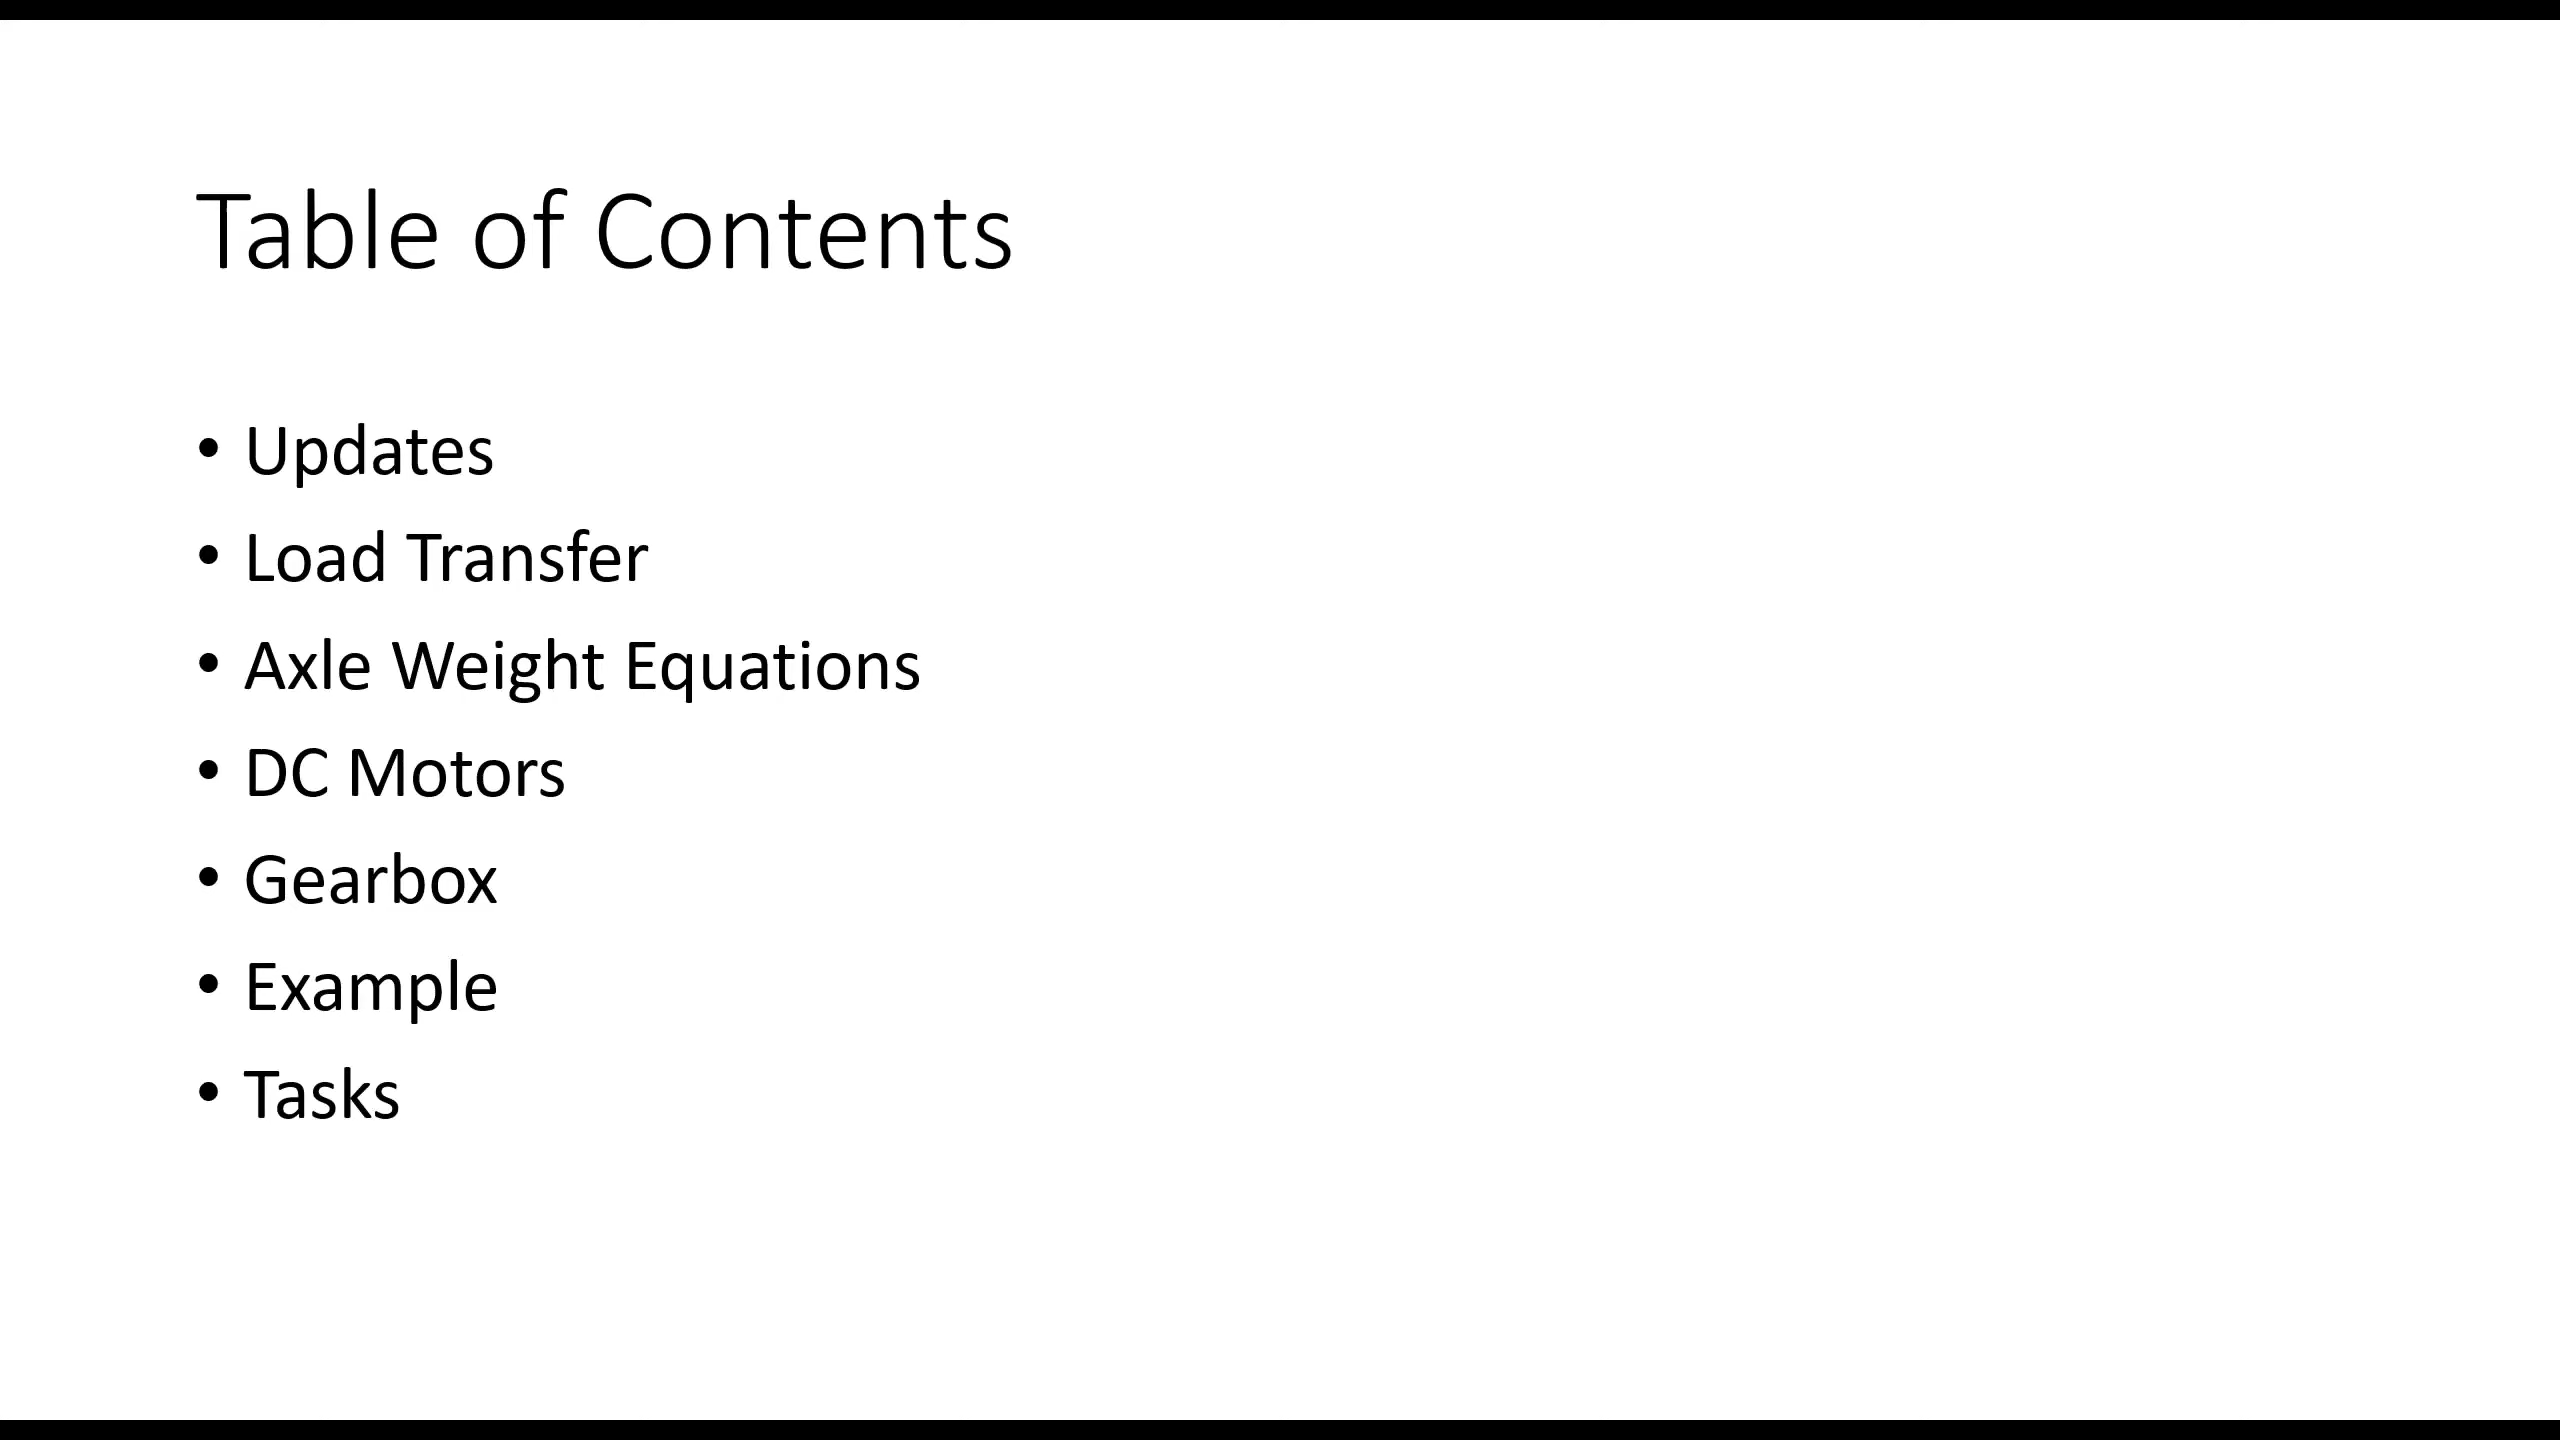 Table of Contents
• Updates
• Load Transfer
• Axle Weight Equations
• DC Motors
• Gearbox
• Example
• Tasks